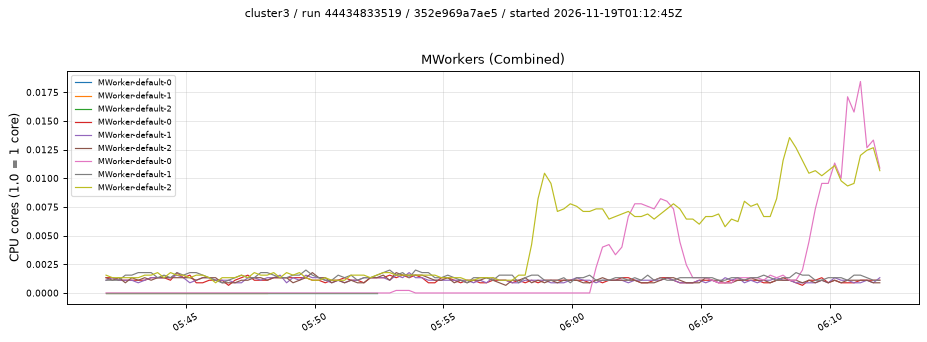 cluster3 / run 44434833519 / 352e969a7ae5 / started 2026-11-19T01:12:45Z
MWorkers (Combined)
CPU cores (1.0 = 1 core)
0.0175
0.0150
0.0125
0.0100
0.0075
0.0050
0.0025
0.0000
MWorker-default-0
MWorker-default-1
MWorker-default-2
MWorker-default-0
MWorker-default-1
MWorker-default-2
MWorker-default-0
MWorker-default-1
MWorker-default-2
05:45
05:50
05:55
06:00
06:05
06:10